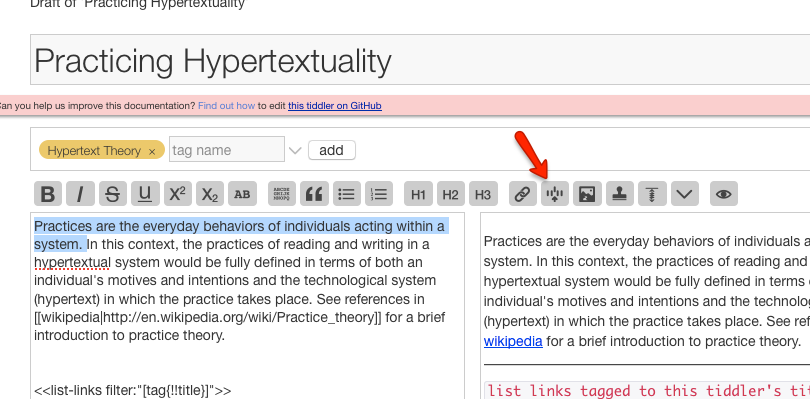 Draft of 'Practicing Hypertextuality'
Practicing Hypertextuality
Can you help us improve this documentation? Find out how to edit this tiddler on GitHub
Hypertext Theory × tag name add
B I S U X² X₂ AB H1 H2 H3
Practices are the everyday behaviors of individuals acting within a
system. In this context, the practices of reading and writing in a
hypertextual system would be fully defined in terms of both an
individual's motives and intentions and the technological system
(hypertext) in which the practice takes place. See references in
[[wikipedia|http://en.wikipedia.org/wiki/Practice_theory]] for a brief
introduction to practice theory.
<<list-links filter:"[tag{!!title}]">>
Practices are the everyday behaviors of individuals a
system. In this context, the practices of reading and
hypertextual system would be fully defined in terms
individual's motives and intentions and the technolog
(hypertext) in which the practice takes place. See ref
wikipedia for a brief introduction to practice theory.
list links tagged to this tiddler's tit